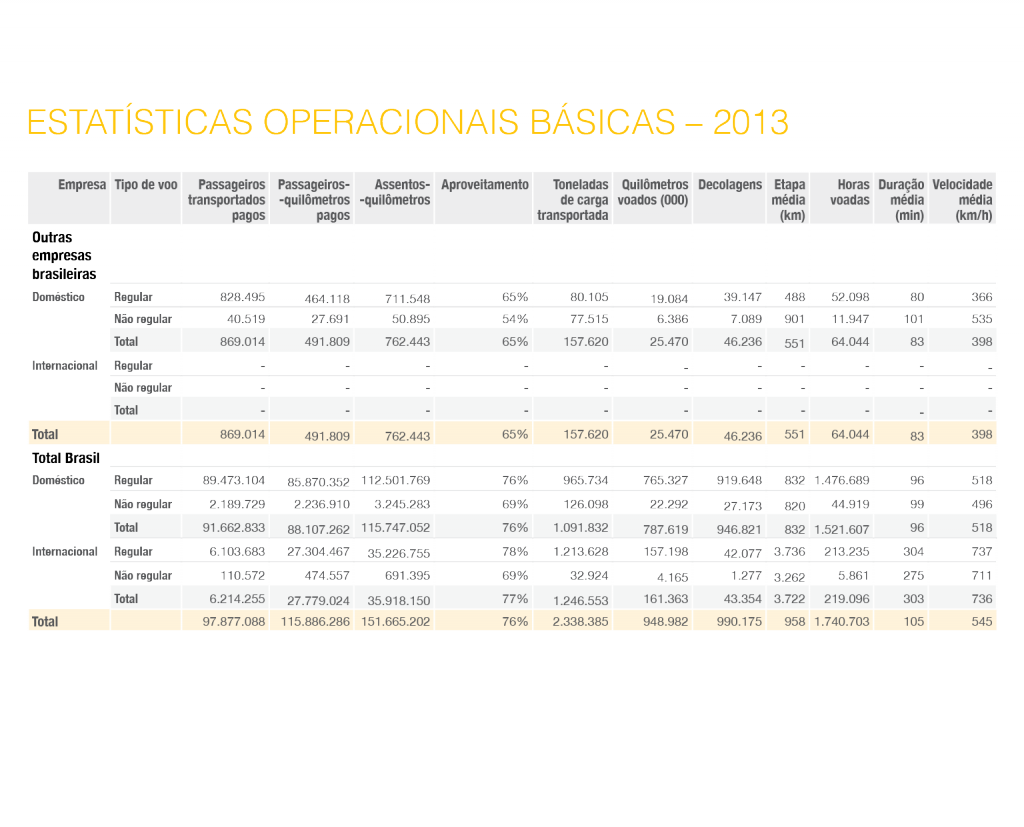 ESTATÍSTICAS OPERACIONAIS BÁSICAS – 2013
Empresa Tipo de voo Passageiros transportados pagos Passageiros--quilômetros pagos Assentos--quilômetros Aproveitamento Toneladas de carga transportada Quilômetros voados (000) Decolagens Etapa média (km) Horas voadas Duração média (min) Velocidade média (km/h)
Outras
empresas
brasileiras
Doméstico Regular 828.495 464.118 711.548 65% 80.105 19.084 39.147 488 52.098 80 366
Não regular 40.519 27.691 50.895 54% 77.515 6.386 7.089 901 11.947 101 535
Total 869.014 491.809 762.443 65% 157.620 25.470 46.236 551 64.044 83 398
Internacional Regular - - - - - - - - - - -
Não regular - - - - - - - - - - -
Total - - - - - - - - - - -
Total 869.014 491.809 762.443 65% 157.620 25.470 46.236 551 64.044 83 398
Total Brasil
Doméstico Regular 89.473.104 85.870.352 112.501.769 76% 965.734 765.327 919.648 832 1.476.689 96 518
Não regular 2.189.729 2.236.910 3.245.283 69% 126.098 22.292 27.173 820 44.919 99 496
Total 91.662.833 88.107.262 115.747.052 76% 1.091.832 787.619 946.821 832 1.521.607 96 518
Internacional Regular 6.103.683 27.304.467 35.226.755 78% 1.213.628 157.198 42.077 3.736 213.235 304 737
Não regular 110.572 474.557 691.395 69% 32.924 4.165 1.277 3.262 5.861 275 711
Total 6.214.255 27.779.024 35.918.150 77% 1.246.553 161.363 43.354 3.722 219.096 303 736
Total 97.877.088 115.886.286 151.665.202 76% 2.338.385 948.982 990.175 958 1.740.703 105 545